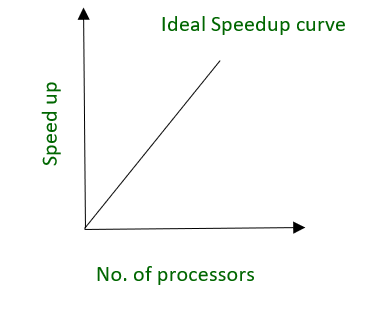 Ideal Speedup curve
Speed up
No. of processors